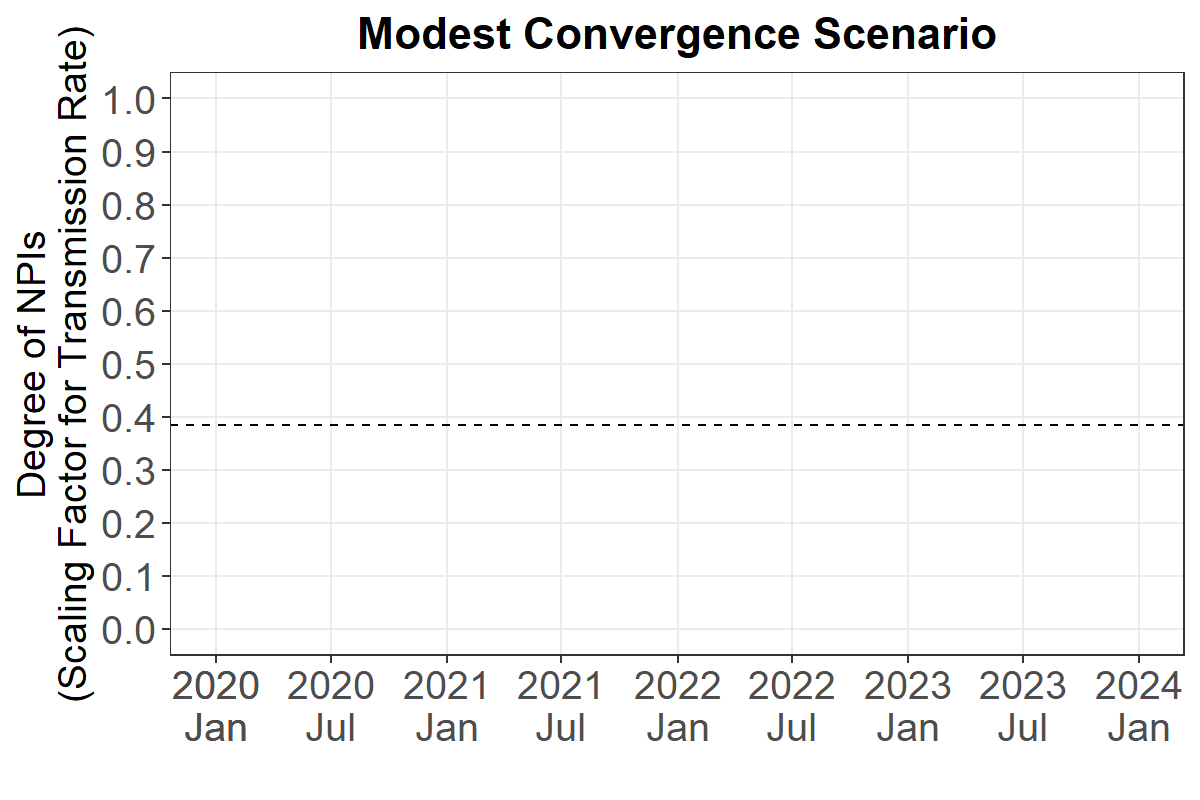 Modest Convergence Scenario
Degree of NPIs
(Scaling Factor for Transmission Rate)
1.0
0.9
0.8
0.7
0.6
0.5
0.4
0.3
0.2
0.1
0.0
2020 2020 2021 2021 2022 2022 2023 2023 2024
Jan Jul Jan Jul Jan Jul Jan Jul Jan